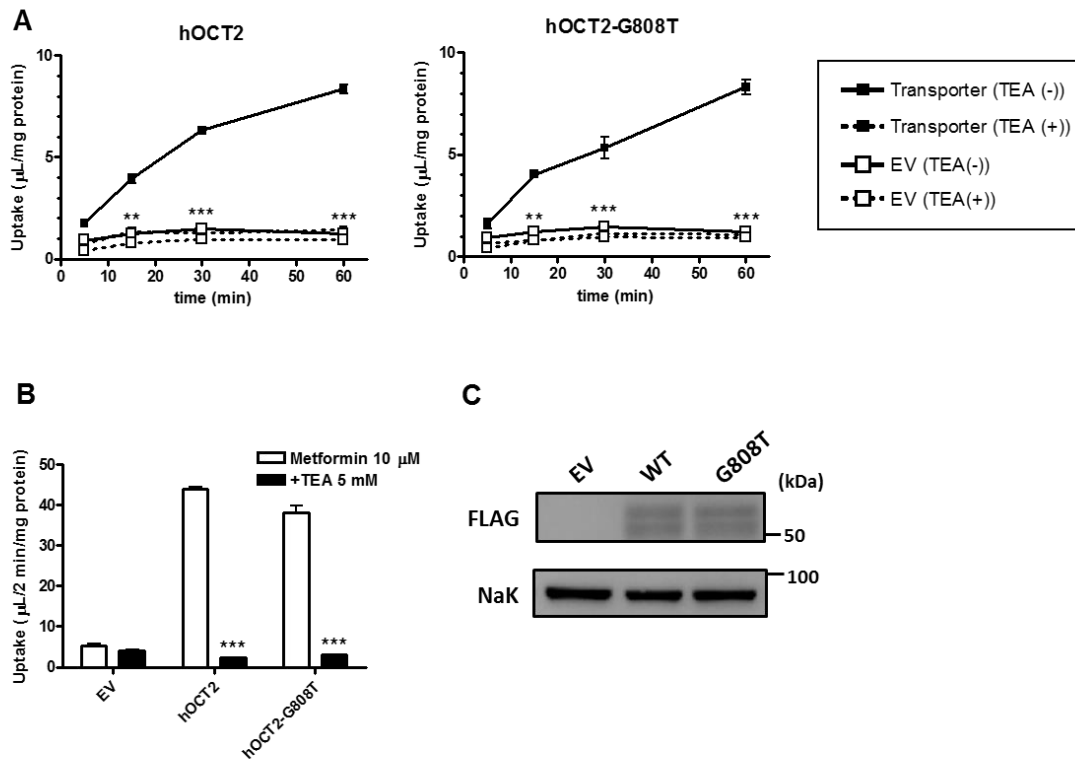 A
hOCT2
Uptake (μL/mg protein)
10
5
0
0 10 20 30 40 50 60
time (min)
** *** ***
hOCT2-G808T
Uptake (μL/mg protein)
10
5
0
0 10 20 30 40 50 60
time (min)
** *** ***
Transporter (TEA (-))
Transporter (TEA (+))
EV (TEA(-))
EV (TEA(+))
B
Uptake ( μL/2 min/mg protein)
50
40
30
20
10
0
Metformin 10 μM
+TEA 5 mM
*** ***
EV
hOCT2
hOCT2-G808T
C
EV WT G808T
(kDa)
FLAG
50
100
NaK